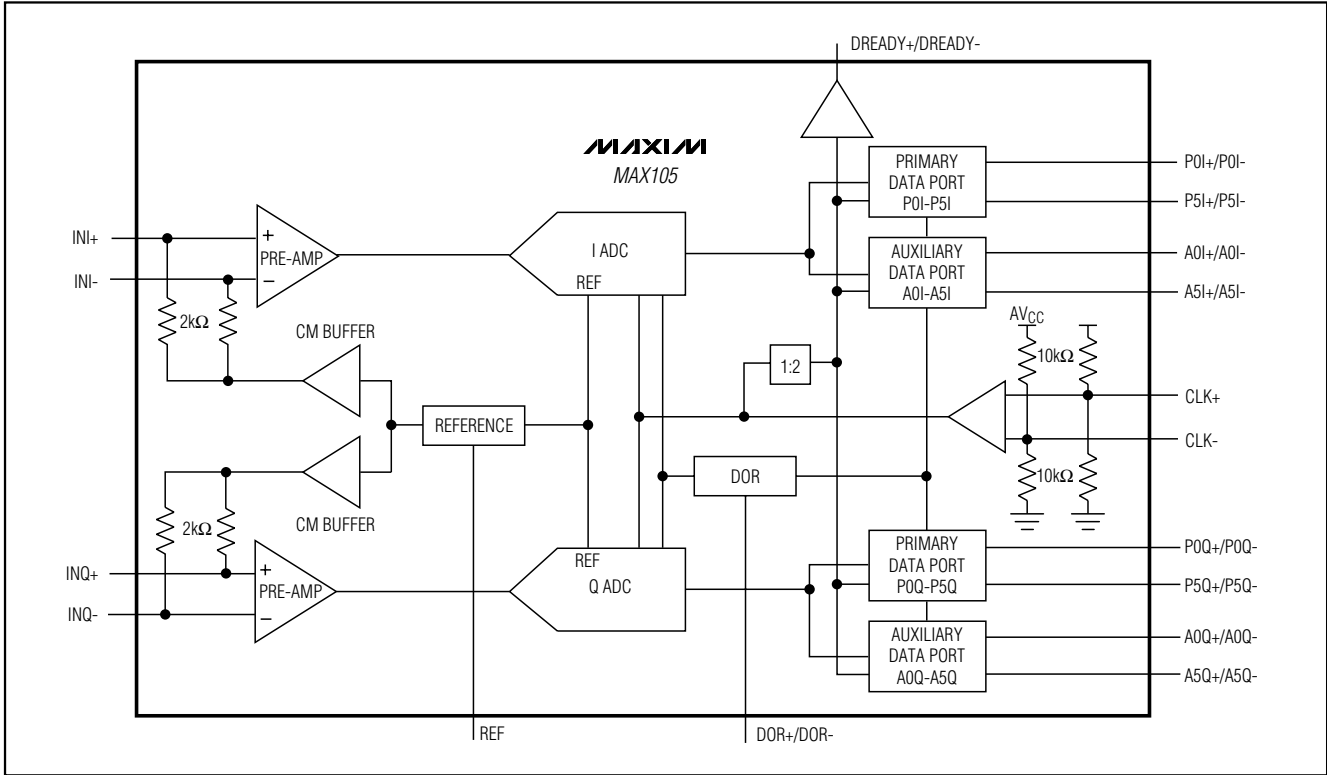 DREADY+/DREADY-
MAXIM
MAX105
PRIMARY
DATA PORT
P0I-P5I
P0I+/P0I-
P5I+/P5I-
INI+
INI-
+
PRE-AMP
−
I ADC
REF
AUXILIARY
DATA PORT
A0I-A5I
A0I+/A0I-
A5I+/A5I-
2kΩ
CM BUFFER
AVCC
10kΩ
1:2
CLK+
CLK-
REFERENCE
DOR
10kΩ
2kΩ
CM BUFFER
INQ+
INQ-
+
PRE-AMP
−
REF
Q ADC
PRIMARY
DATA PORT
P0Q-P5Q
P0Q+/P0Q-
P5Q+/P5Q-
AUXILIARY
DATA PORT
A0Q-A5Q
A0Q+/A0Q-
A5Q+/A5Q-
REF
DOR+/DOR-